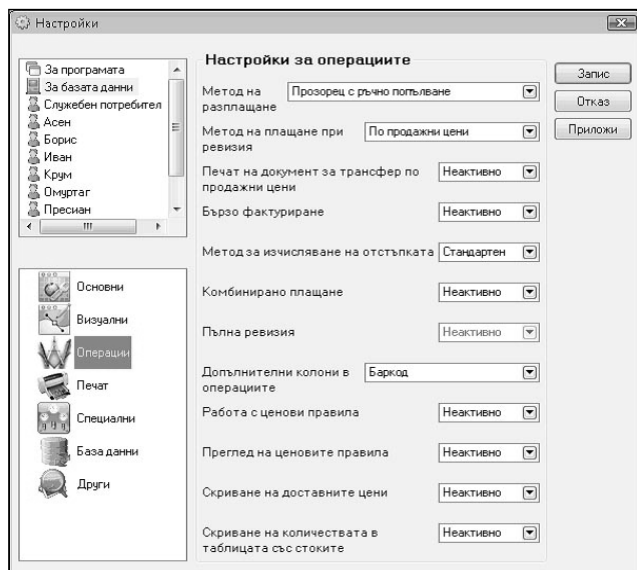 Настройки
За програмата
За базата данни
Служебен потребител
Асен
Борис
Иван
Крум
Омуртаг
Пресиан
Основни
Визуални
Операции
Печат
Специални
База данни
Други
Настройки за операциите
Метод на разплащане
Прозорец с ръчно попълване
Метод на плащане при ревизия
По продажни цени
Печат на документ за трансфер по продажни цени
Неактивно
Бързо фактуриране
Неактивно
Метод за изчисляване на отстъпката
Стандартен
Комбинирано плащане
Неактивно
Пълна ревизия
Неактивно
Допълнителни колони в операциите
Баркод
Работа с ценови правила
Неактивно
Преглед на ценовите правила
Неактивно
Скриване на доставните цени
Неактивно
Скриване на количествата в таблицата със стоките
Неактивно
Запис
Отказ
Приложи